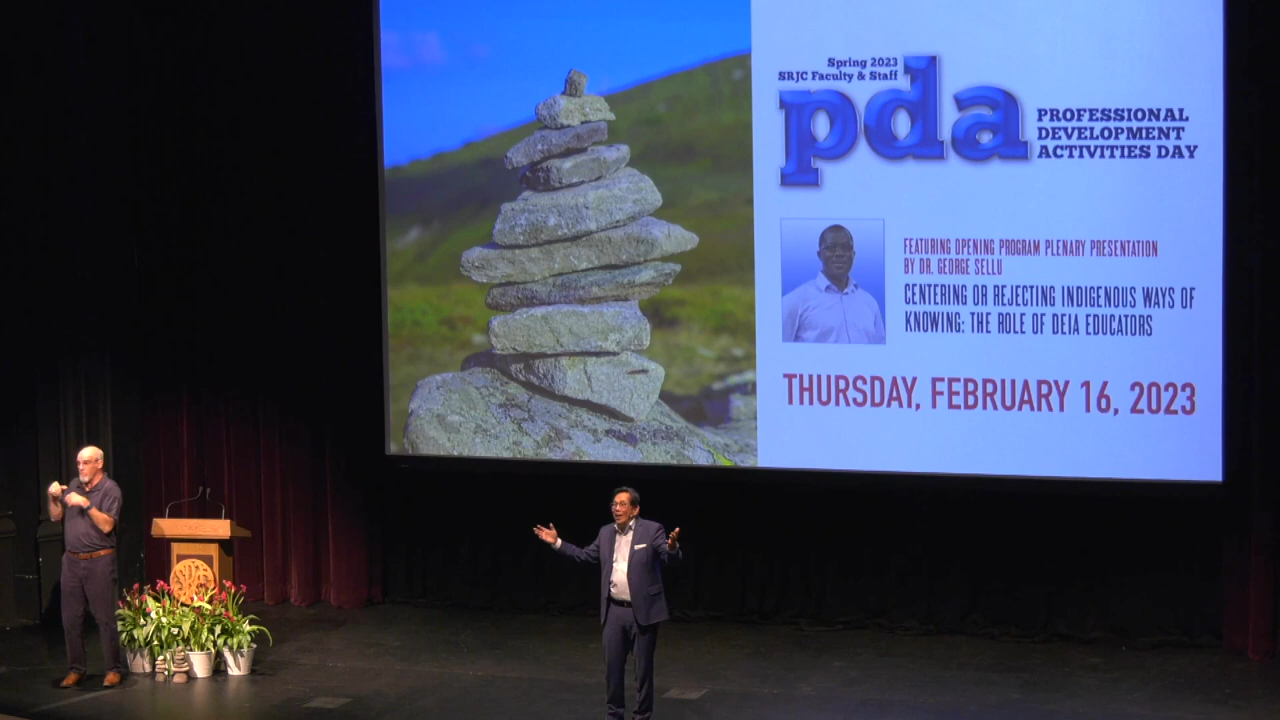 Spring 2023
SRJC Faculty & Staff
pda
PROFESSIONAL
DEVELOPMENT
ACTIVITIES DAY
FEATURING OPENING PROGRAM PLENARY PRESENTATION
BY DR. GEORGE SELLU
CENTERING OR REJECTING INDIGENOUS WAYS OF
KNOWING: THE ROLE OF DEIA EDUCATORS
THURSDAY, FEBRUARY 16, 2023